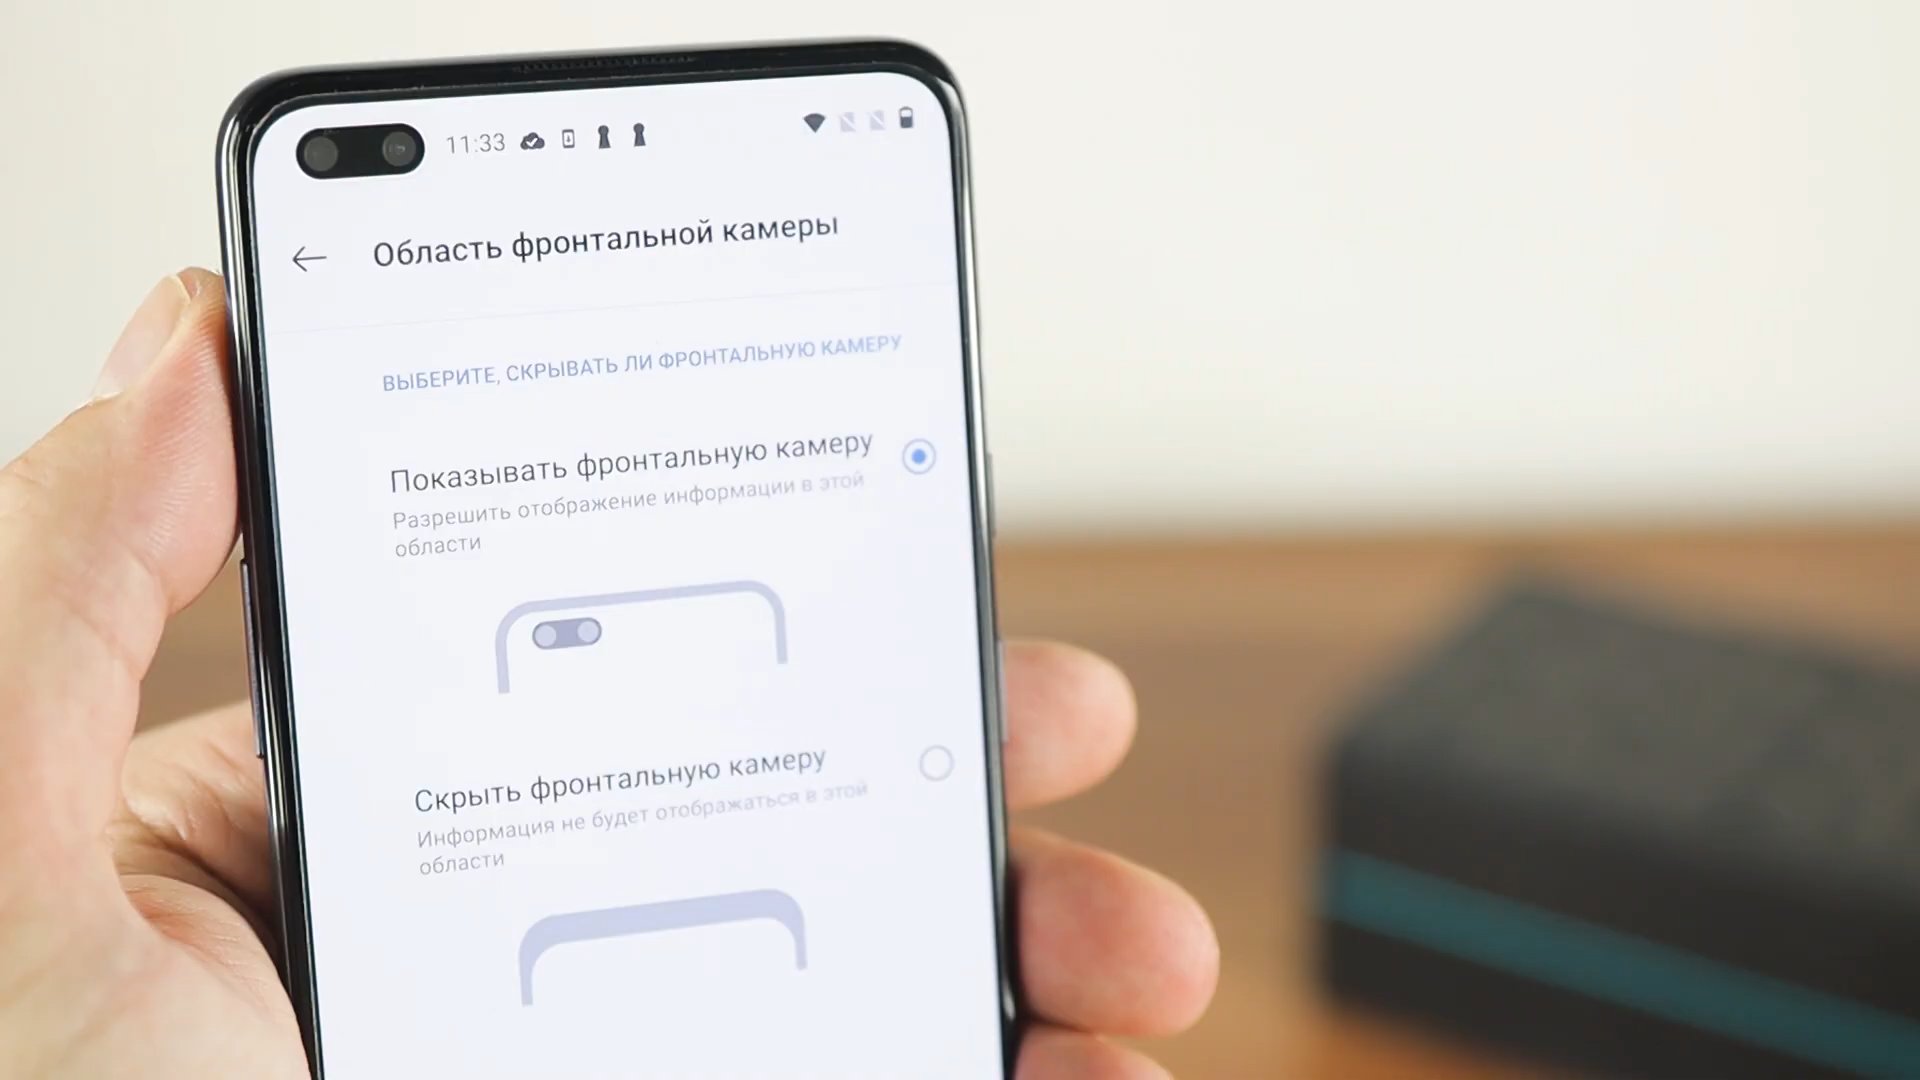 11:33
Область фронтальной камеры
ВЫБЕРИТЕ, СКРЫВАТЬ ЛИ ФРОНТАЛЬНУЮ КАМЕРУ
Показывать фронтальную камеру
Разрешить отображение информации в этой
области
Скрыть фронтальную камеру
Информация не будет отображаться в этой
области